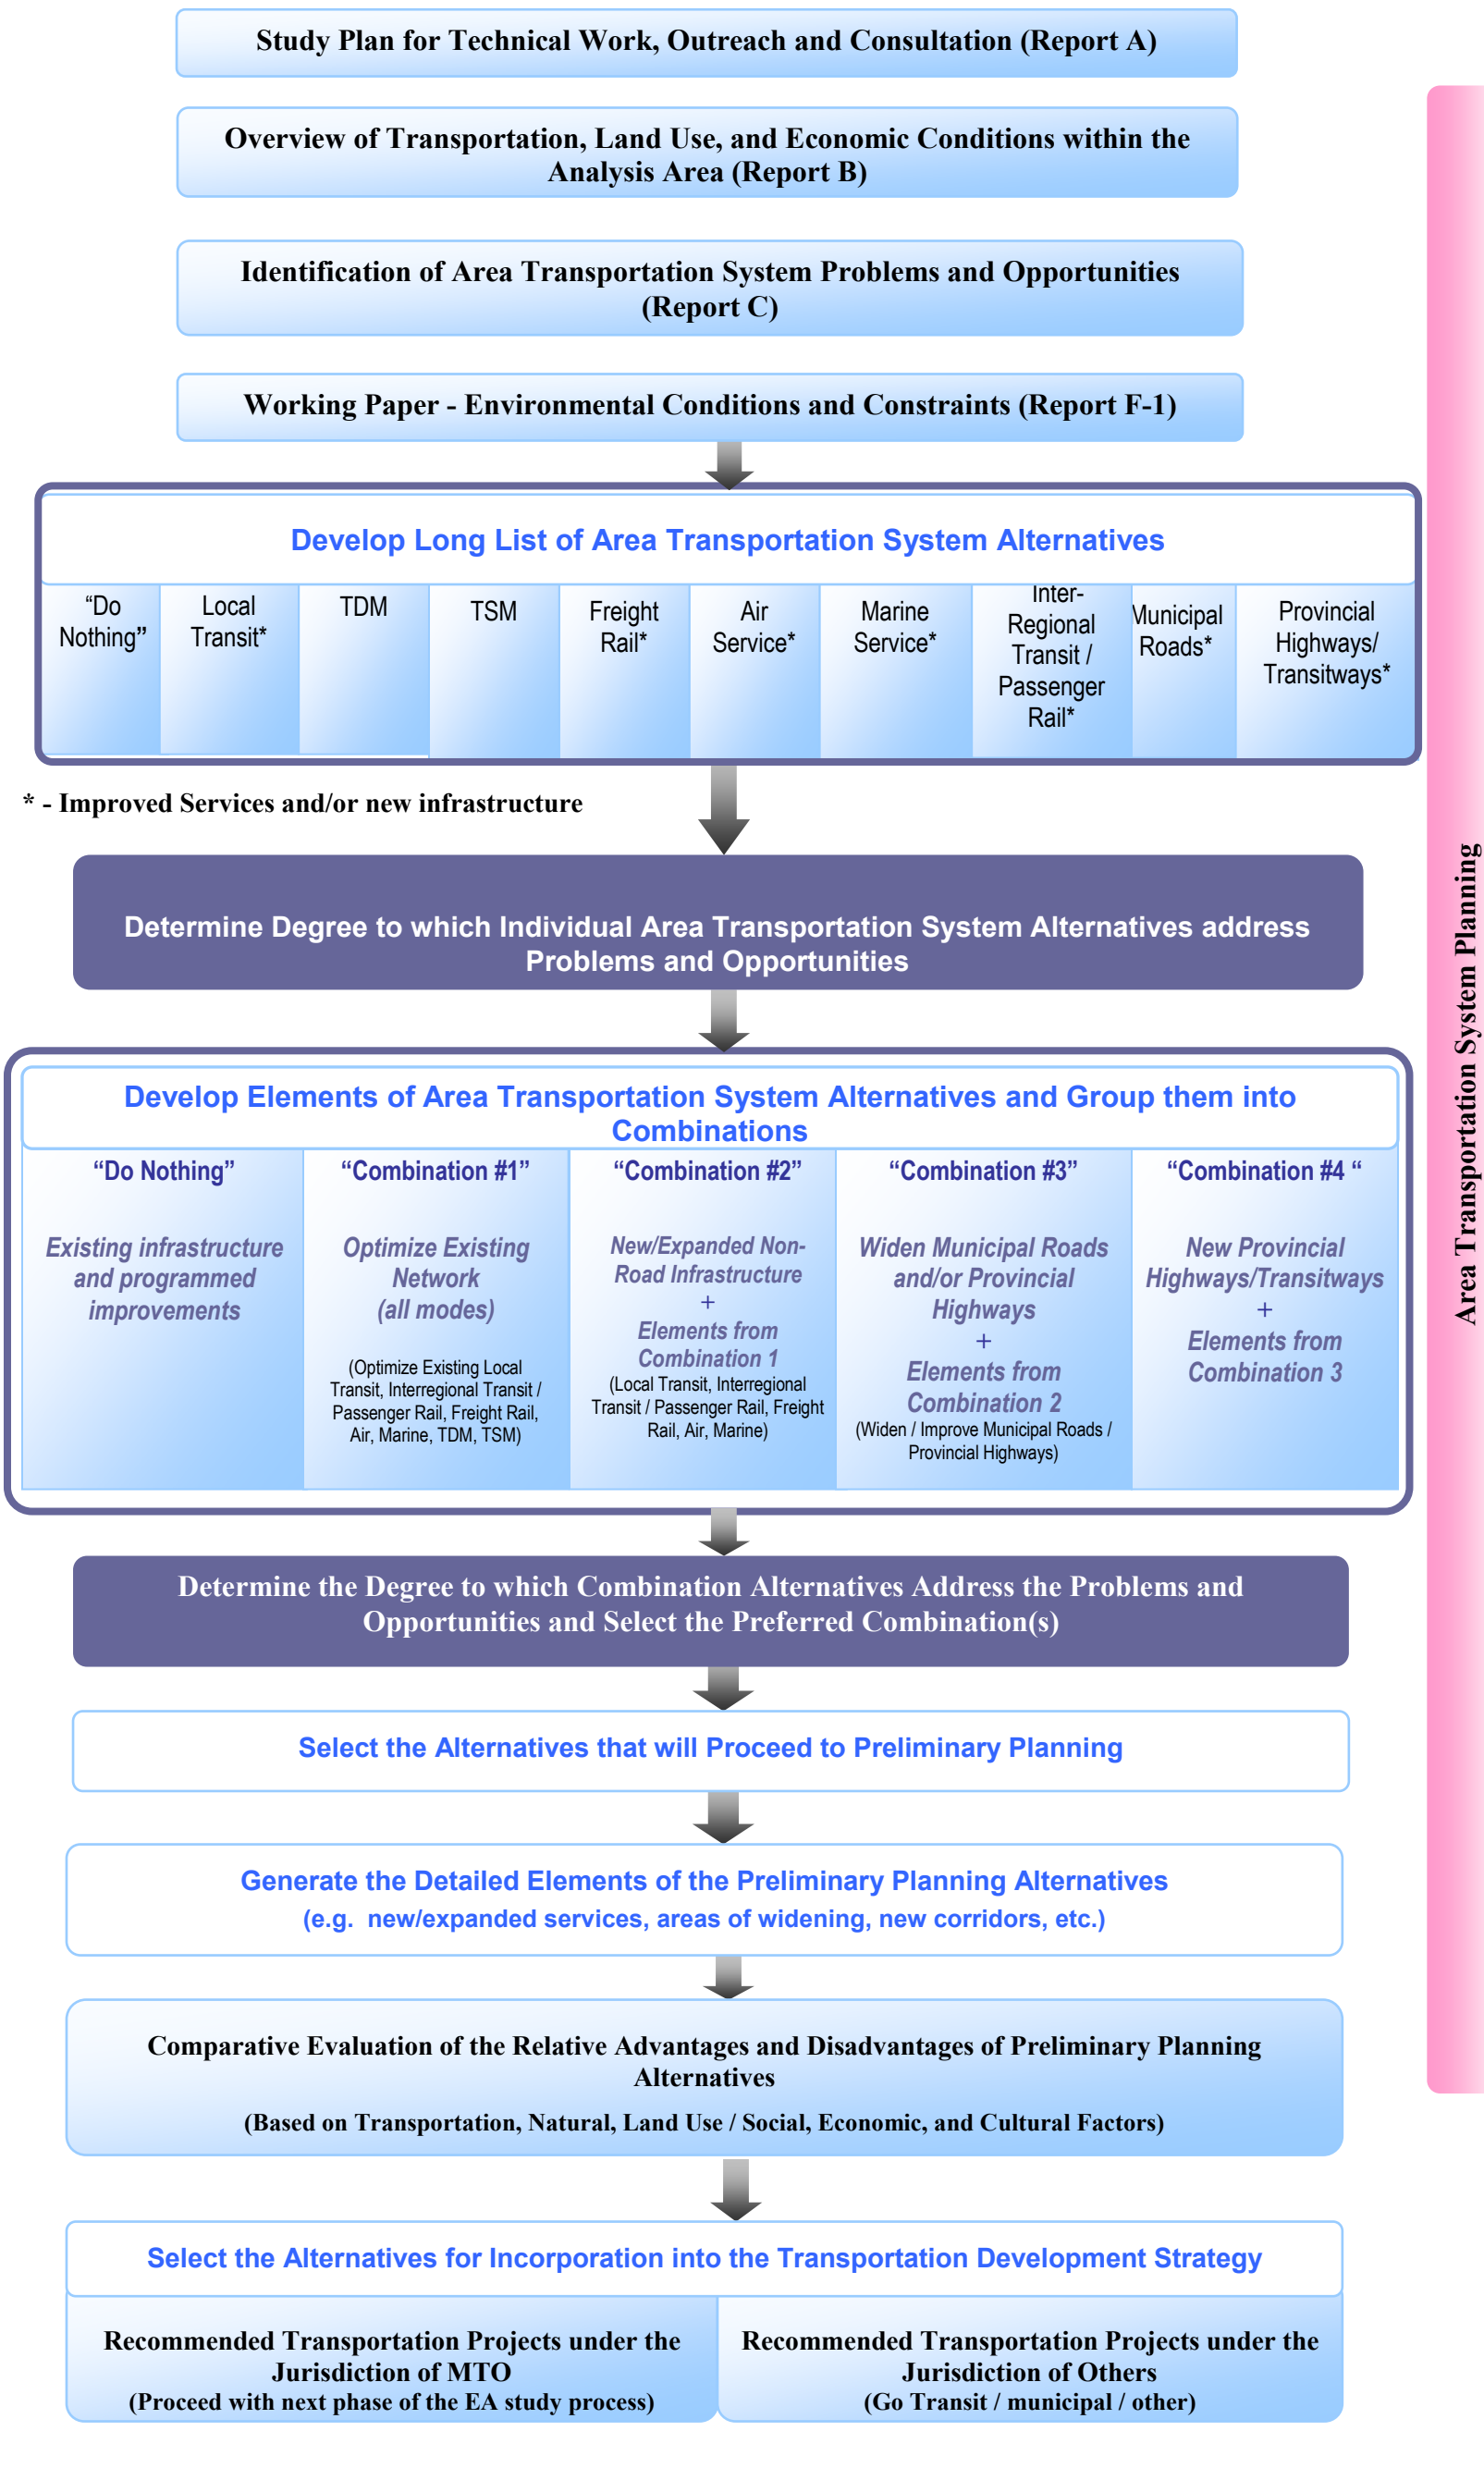 Study Plan for Technical Work, Outreach and Consultation (Report A)
Overview of Transportation, Land Use, and Economic Conditions within the
Analysis Area (Report B)
Identification of Area Transportation System Problems and Opportunities
(Report C)
Working Paper - Environmental Conditions and Constraints (Report F-1)
Develop Long List of Area Transportation System Alternatives
“Do
Nothing”
Local
Transit*
TDM
TSM
Freight
Rail*
Air
Service*
Marine
Service*
Inter-
Regional
Transit /
Passenger
Rail*
Municipal
Roads*
Provincial
Highways/
Transitways*
* - Improved Services and/or new infrastructure
Determine Degree to which Individual Area Transportation System Alternatives address
Problems and Opportunities
Develop Elements of Area Transportation System Alternatives and Group them into
Combinations
“Do Nothing”
Existing infrastructure
and programmed
improvements
“Combination #1”
Optimize Existing
Network
(all modes)
(Optimize Existing Local
Transit, Interregional Transit /
Passenger Rail, Freight Rail,
Air, Marine, TDM, TSM)
“Combination #2”
New/Expanded Non-
Road Infrastructure
+
Elements from
Combination 1
(Local Transit, Interregional
Transit / Passenger Rail, Freight
Rail, Air, Marine)
“Combination #3”
Widen Municipal Roads
and/or Provincial
Highways
+
Elements from
Combination 2
(Widen / Improve Municipal Roads /
Provincial Highways)
“Combination #4 “
New Provincial
Highways/Transitways
+
Elements from
Combination 3
Determine the Degree to which Combination Alternatives Address the Problems and
Opportunities and Select the Preferred Combination(s)
Select the Alternatives that will Proceed to Preliminary Planning
Generate the Detailed Elements of the Preliminary Planning Alternatives
(e.g. new/expanded services, areas of widening, new corridors, etc.)
Comparative Evaluation of the Relative Advantages and Disadvantages of Preliminary Planning
Alternatives
(Based on Transportation, Natural, Land Use / Social, Economic, and Cultural Factors)
Select the Alternatives for Incorporation into the Transportation Development Strategy
Recommended Transportation Projects under the
Jurisdiction of MTO
(Proceed with next phase of the EA study process)
Recommended Transportation Projects under the
Jurisdiction of Others
(Go Transit / municipal / other)
Area Transportation System Planning